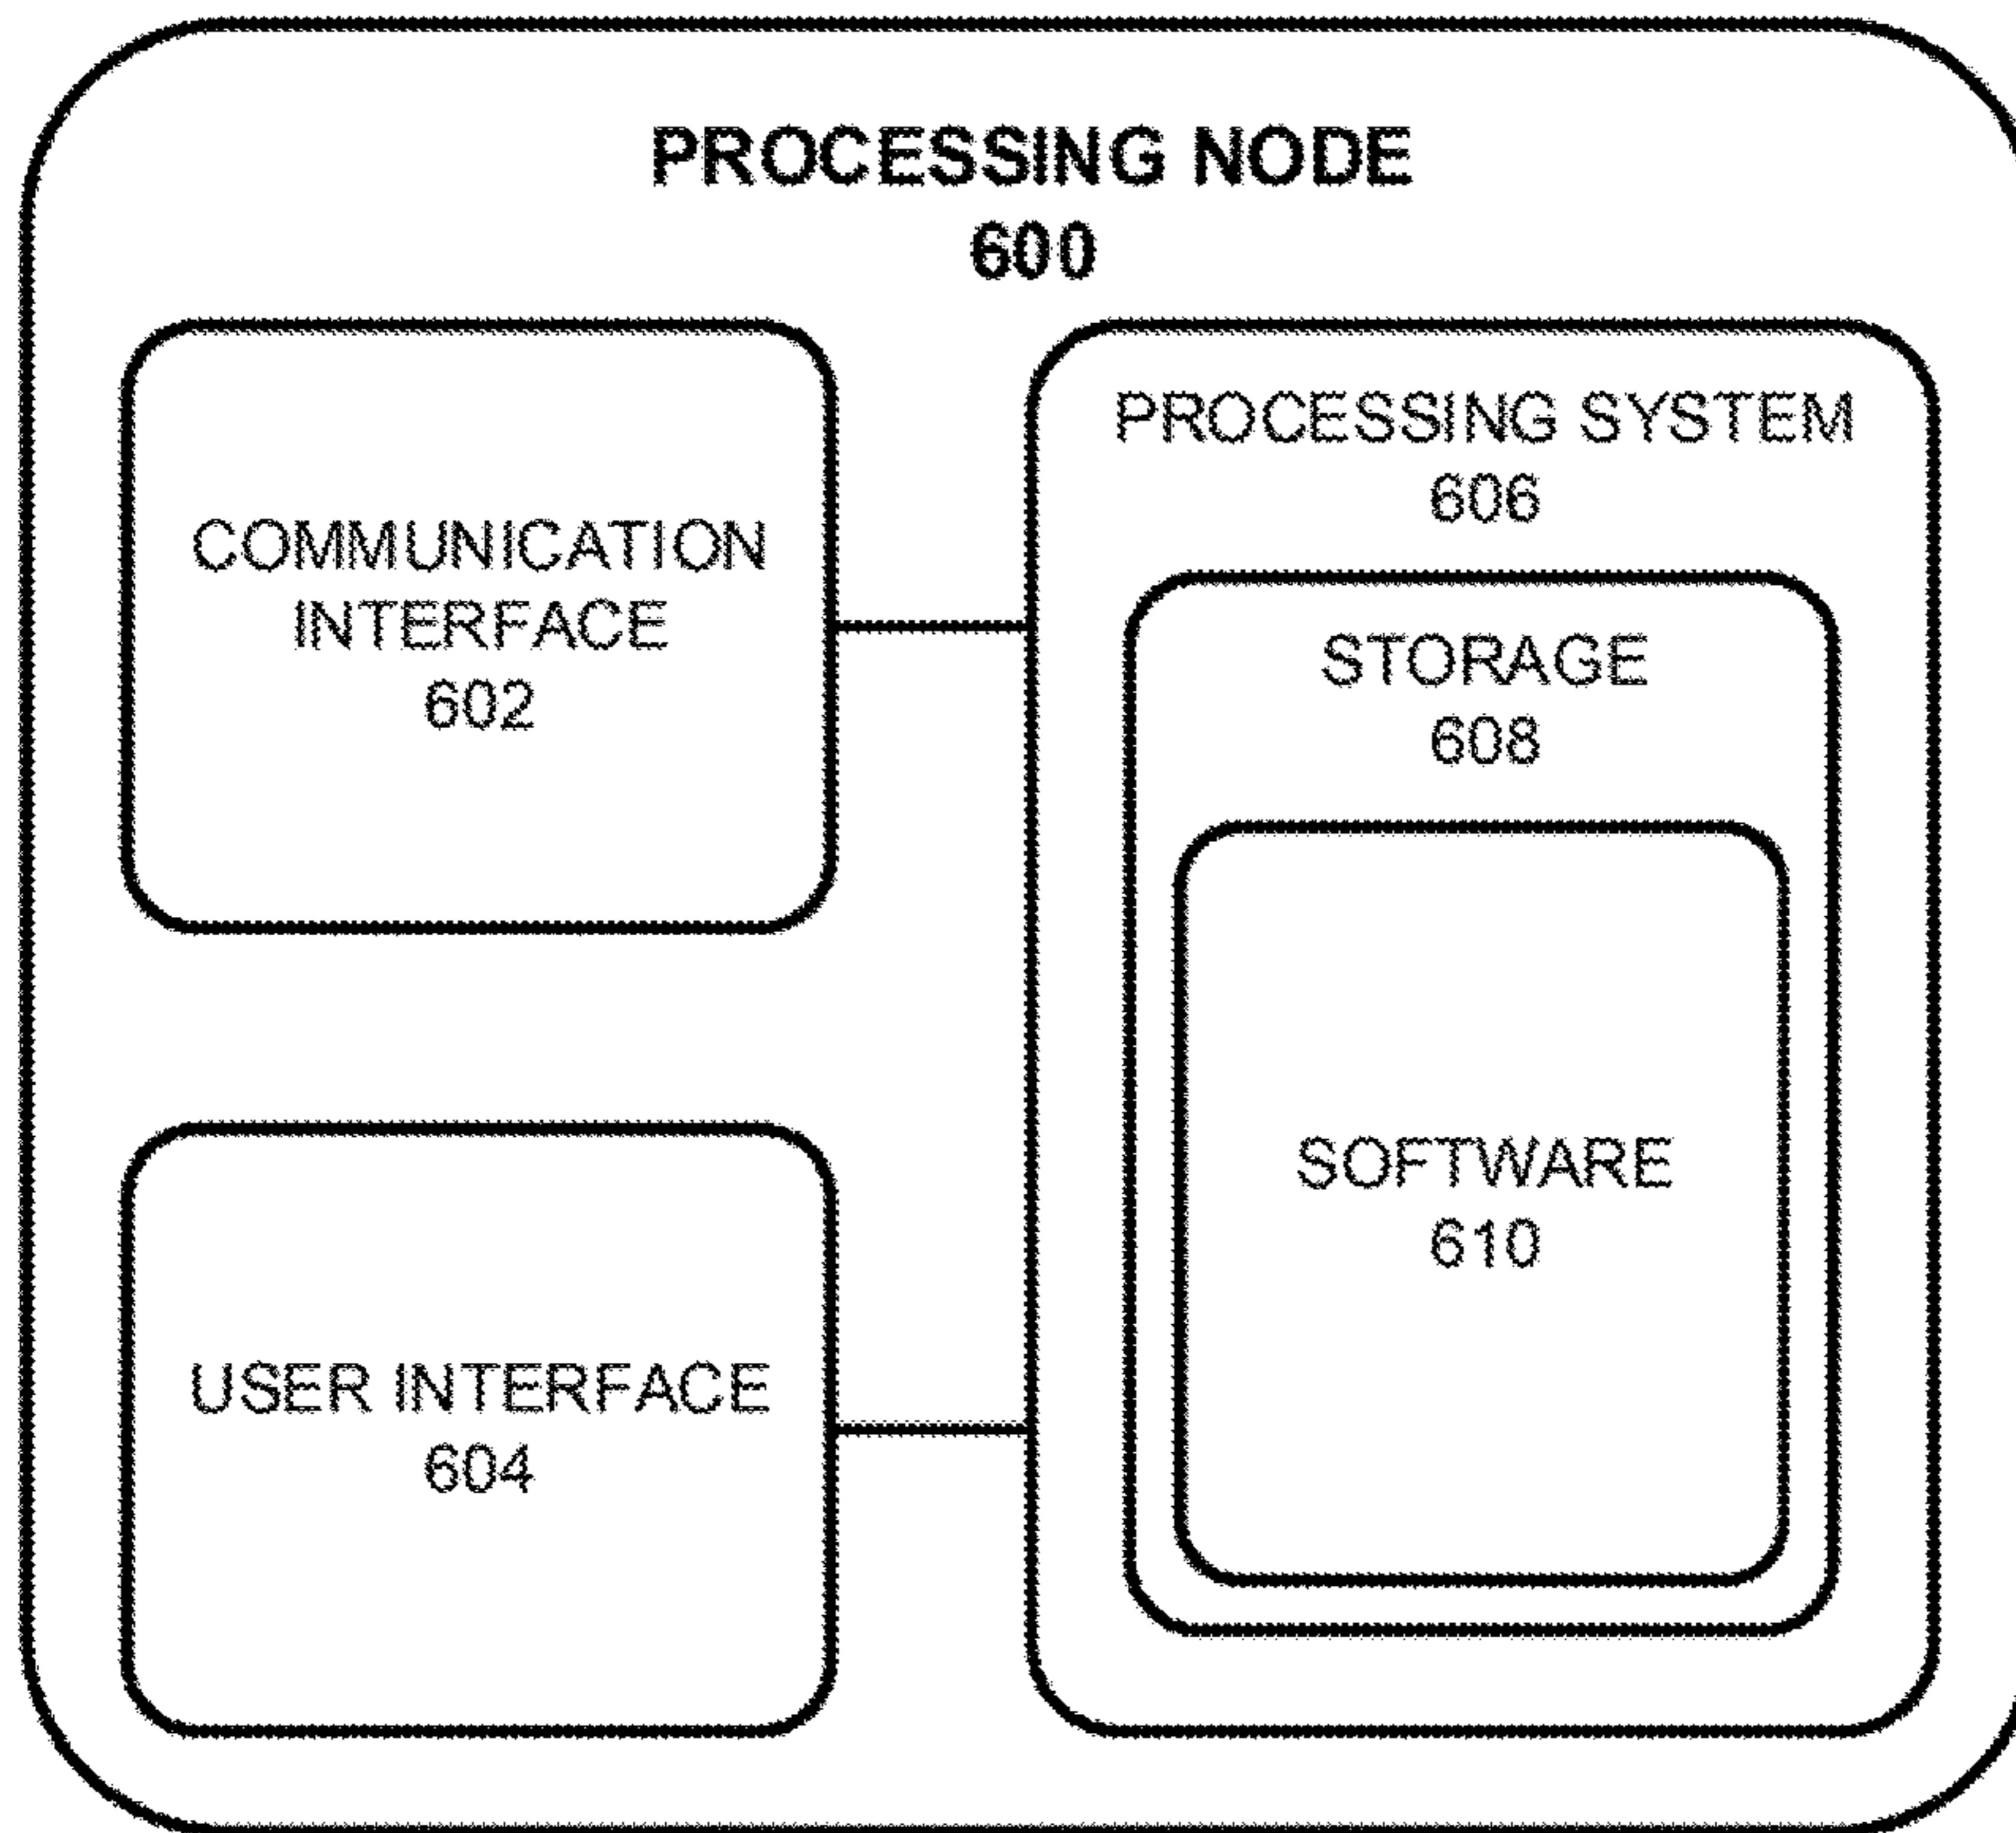 PROCESSING NODE
600
COMMUNICATION
INTERFACE
602
USER INTERFACE
604
PROCESSING SYSTEM
606
STORAGE
608
SOFTWARE
610